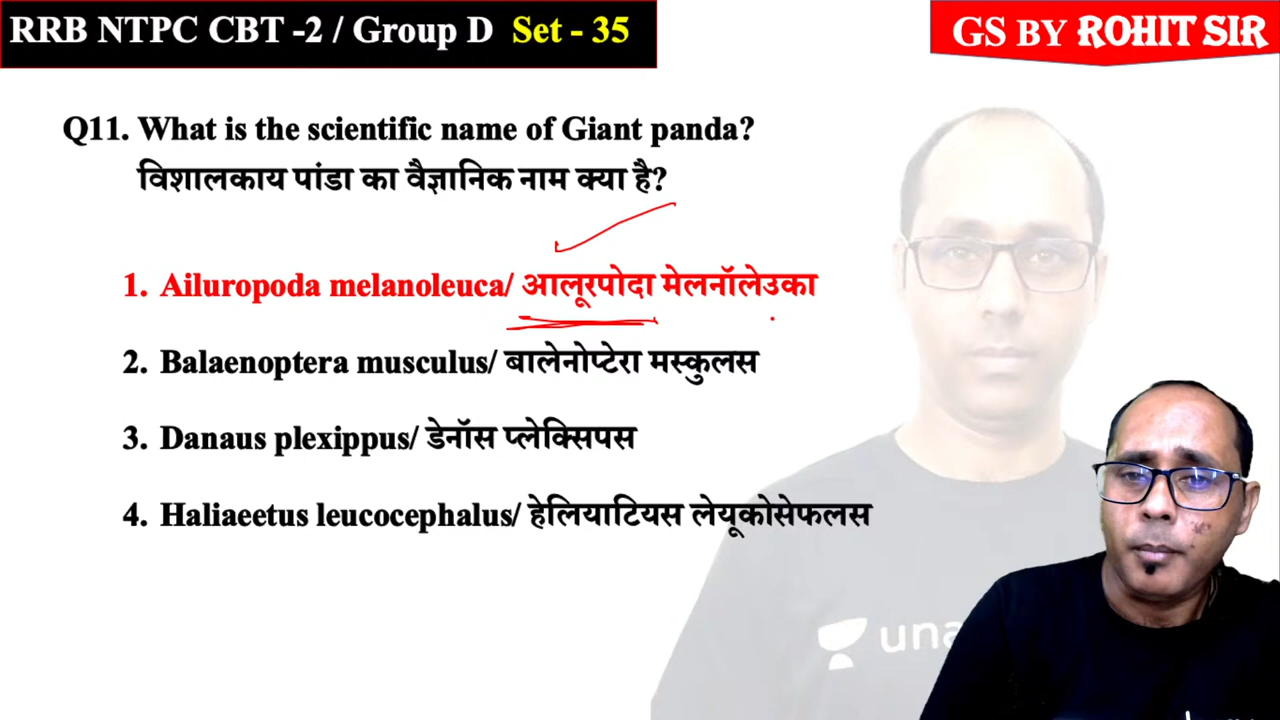 RRB NTPC CBT -2 / Group D Set - 35
GS BY ROHIT SIR
Q11. What is the scientific name of Giant panda?
विशालकाय पांडा का वैज्ञानिक नाम क्या है?
1. Ailuropoda melanoleuca/ आलूरपोदा मेलनॉलेउका
2. Balaenoptera musculus/ बालेनोप्टेरा मस्कुलस
3. Danaus plexippus/ डेनॉस प्लेक्सिपस
4. Haliaeetus leucocephalus/ हेलियाटियस लेयूकोसेफलस